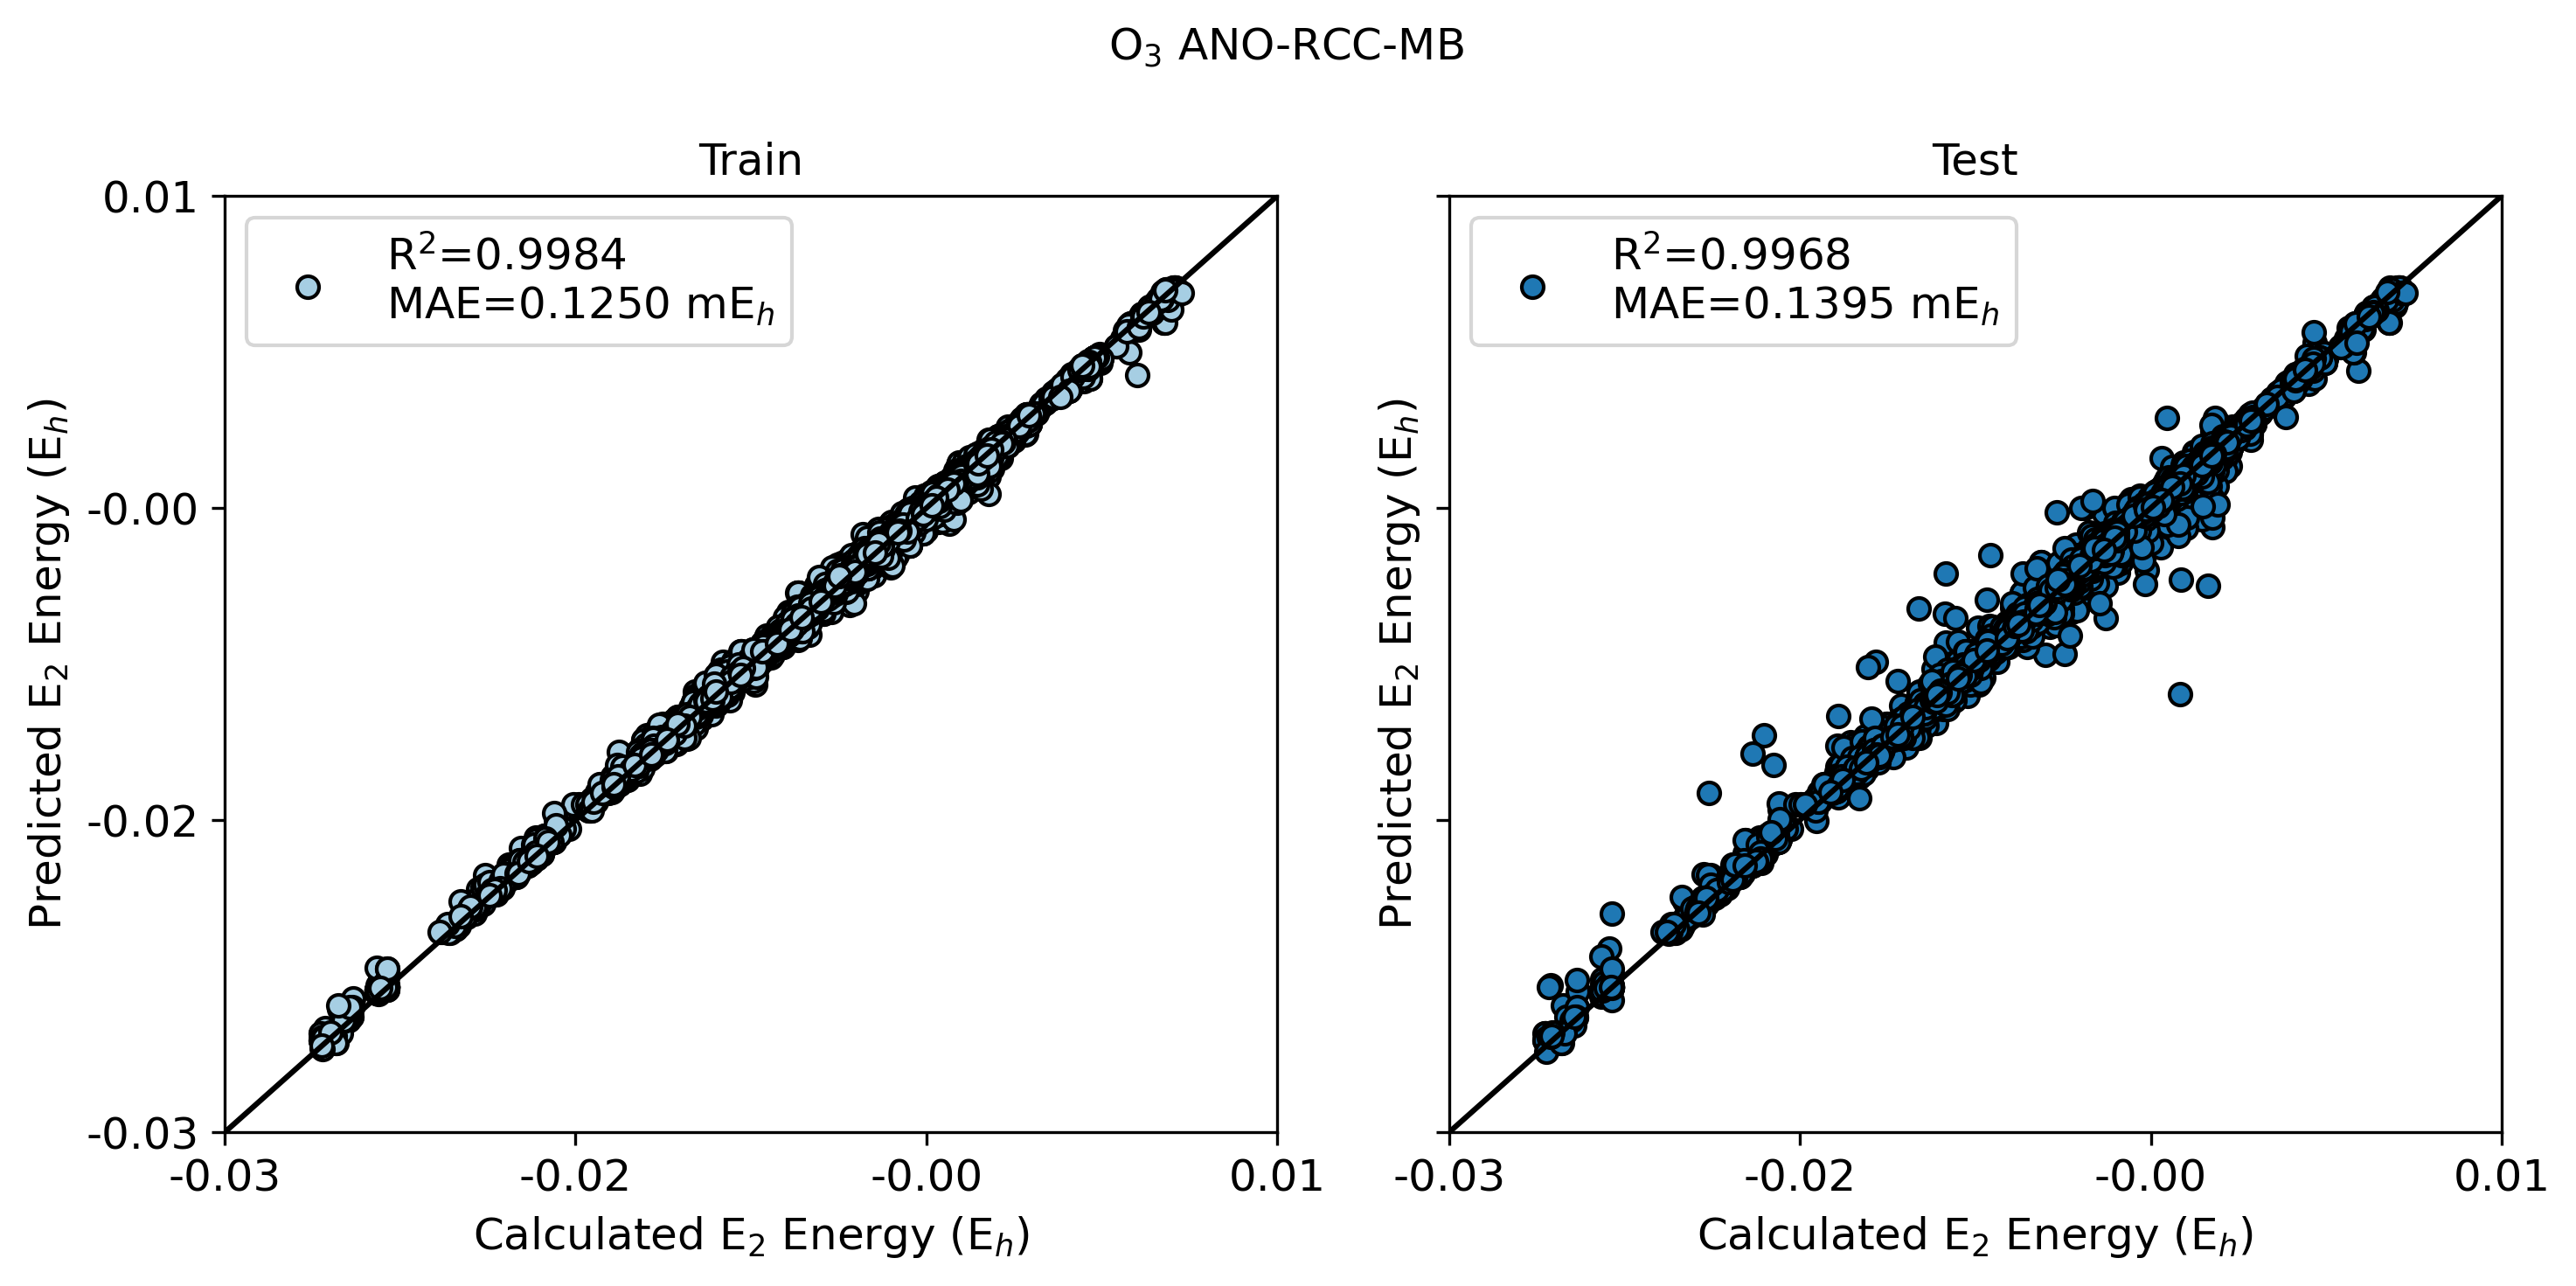 O₃ ANO-RCC-MB
Train
R²=0.9984
MAE=0.1250 mEₕ
0.01
-0.00
-0.02
-0.03
Predicted E₂ Energy (Eₕ)
-0.03 -0.02 -0.00 0.01
Calculated E₂ Energy (Eₕ)
Test
R²=0.9968
MAE=0.1395 mEₕ
Predicted E₂ Energy (Eₕ)
-0.03 -0.02 -0.00 0.01
Calculated E₂ Energy (Eₕ)